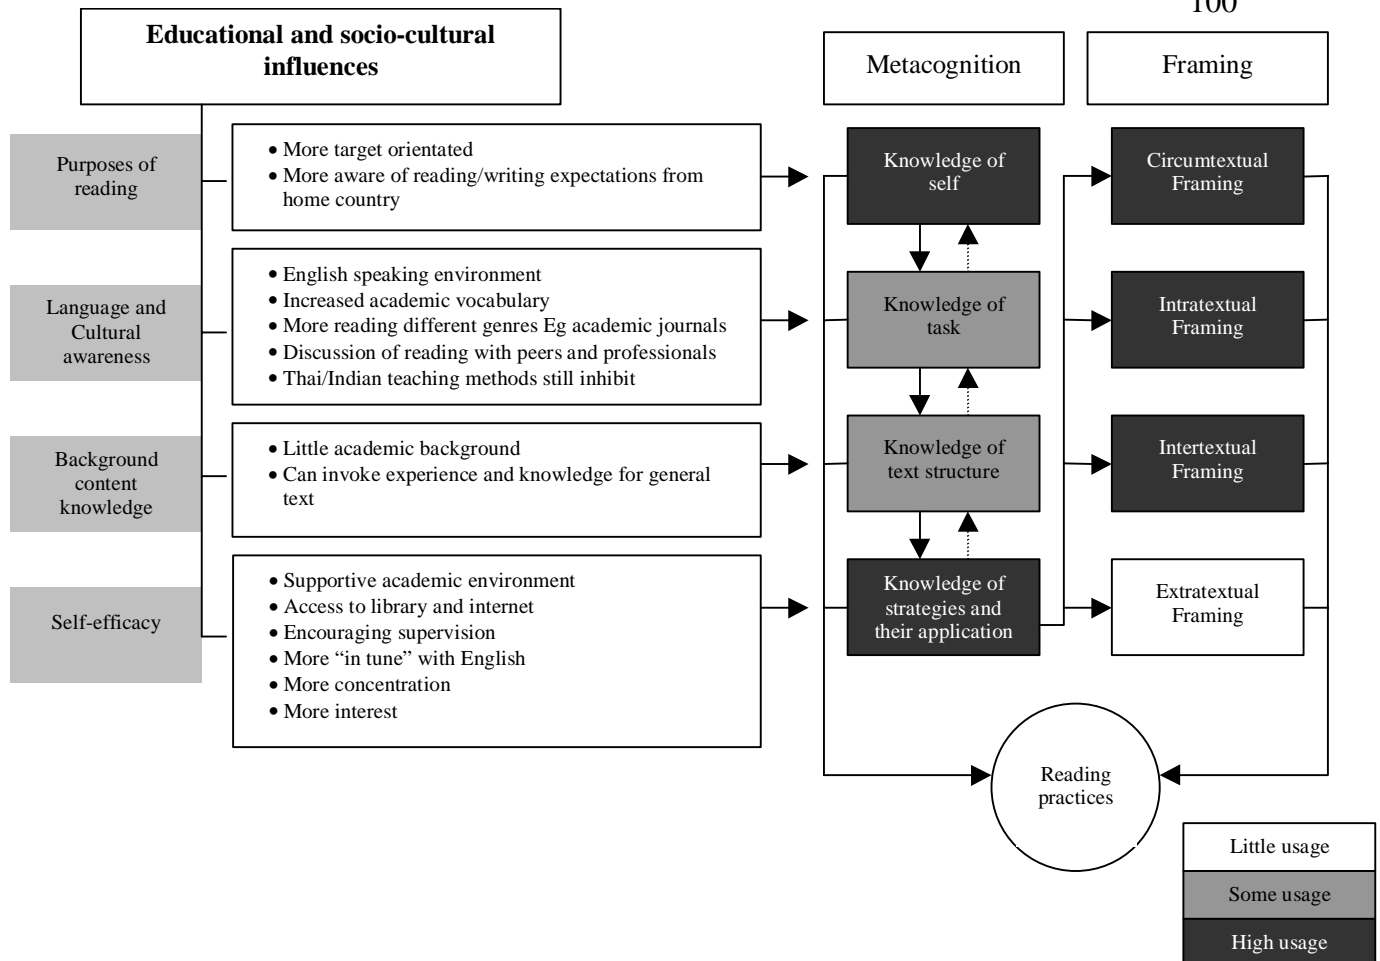 100
Educational and socio-cultural
influences
Metacognition
Framing
Purposes of
reading
• More target orientated
• More aware of reading/writing expectations from
home country
Knowledge of
self
Circumtextual
Framing
Language and
Cultural
awareness
• English speaking environment
• Increased academic vocabulary
• More reading different genres Eg academic journals
• Discussion of reading with peers and professionals
• Thai/Indian teaching methods still inhibit
Knowledge of
task
Intratextual
Framing
Background
content
knowledge
• Little academic background
• Can invoke experience and knowledge for general
text
Knowledge of
text structure
Intertextual
Framing
Self-efficacy
• Supportive academic environment
• Access to library and internet
• Encouraging supervision
• More “in tune” with English
• More concentration
• More interest
Knowledge of
strategies and
their application
Extratextual
Framing
Reading
practices
Little usage
Some usage
High usage